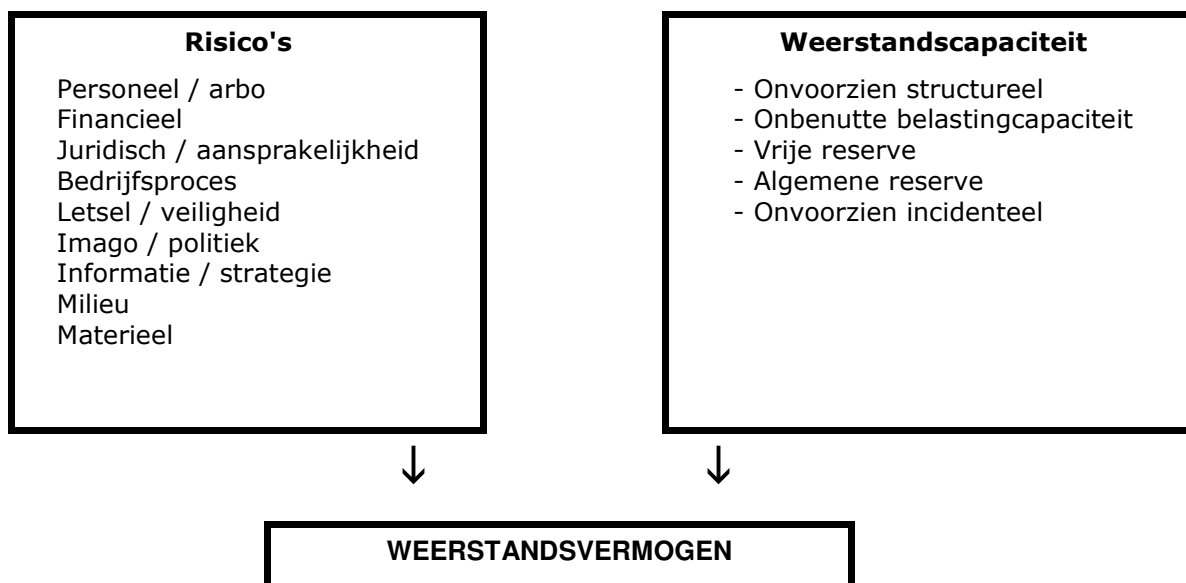 Risico's
Personeel / arbo
Financieel
Juridisch / aansprakelijkheid
Bedrijfsproces
Letsel / veiligheid
Imago / politiek
Informatie / strategie
Milieu
Materieel
Weerstandscapaciteit
- Onvoorzien structureel
- Onbenutte belastingcapaciteit
- Vrije reserve
- Algemene reserve
- Onvoorzien incidenteel
WEERSTANDSVERMOGEN